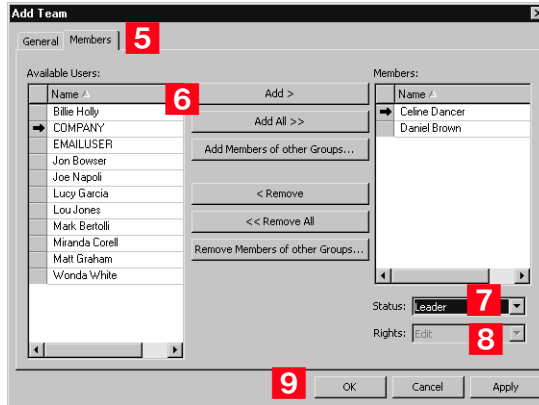 Add Team
General Members 5
Available Users:
Members:
Name 6
Billie Holly
COMPANY
EMAILUSER
Jon Bowser
Joe Napoli
Lucy Garcia
Lou Jones
Mark Bertolli
Miranda Corell
Matt Graham
Wonda White
Add >
Add All >>
Add Members of other Groups...
< Remove
<< Remove All
Remove Members of other Groups...
Name
Celine Dancer
Daniel Brown
Status: Leader 7
Rights: Edit 8
9 OK Cancel Apply